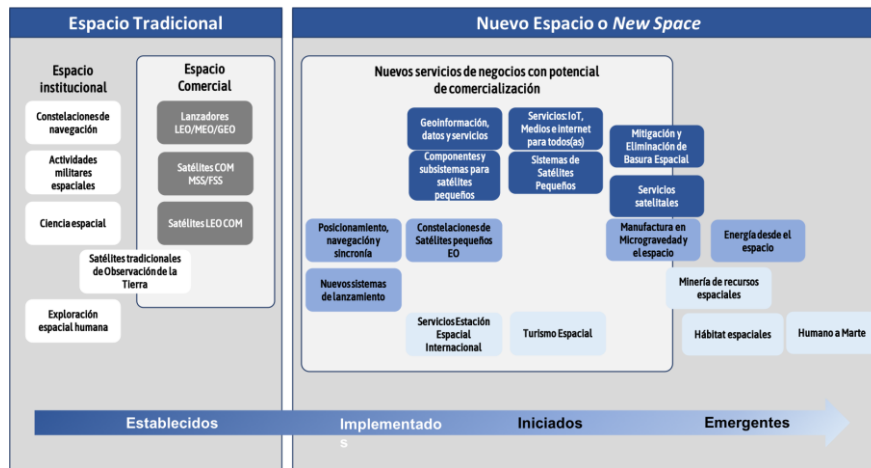 Espacio Tradicional
Espacio
institucional
Constelaciones de
navegación
Actividades
militares
espaciales
Ciencia espacial
Satélites tradicionales
de Observación de la
Tierra
Exploración
espacial humana
Espacio
Comercial
Lanzadores
LEO/MEO/GEO
Satélites COM
MSS/FSS
Satélites LEO COM
Nuevo Espacio o New Space
Nuevos servicios de negocios con potencial
de comercialización
Geoinformación,
datos y servicios
Servicios: IoT,
Medios e internet
para todos(as)
Mitigación y
Eliminación de
Basura Espacial
Componentes y
subsistemas para
satélites
pequeños
Sistemas de
Satélites
Pequeños
Servicios
satelitales
Posicionamiento,
navegación y
sincronía
Constelaciones de
Satélites pequeños
EO
Manufactura en
Microgravedad y
el espacio
Energía desde el
espacio
Nuevos sistemas
de lanzamiento
Minería de recursos
espaciales
Servicios Estación
Espacial
Internacional
Turismo Espacial
Hábitat espaciales
Humano a Marte
Establecidos
Implementado
s
Iniciados
Emergentes